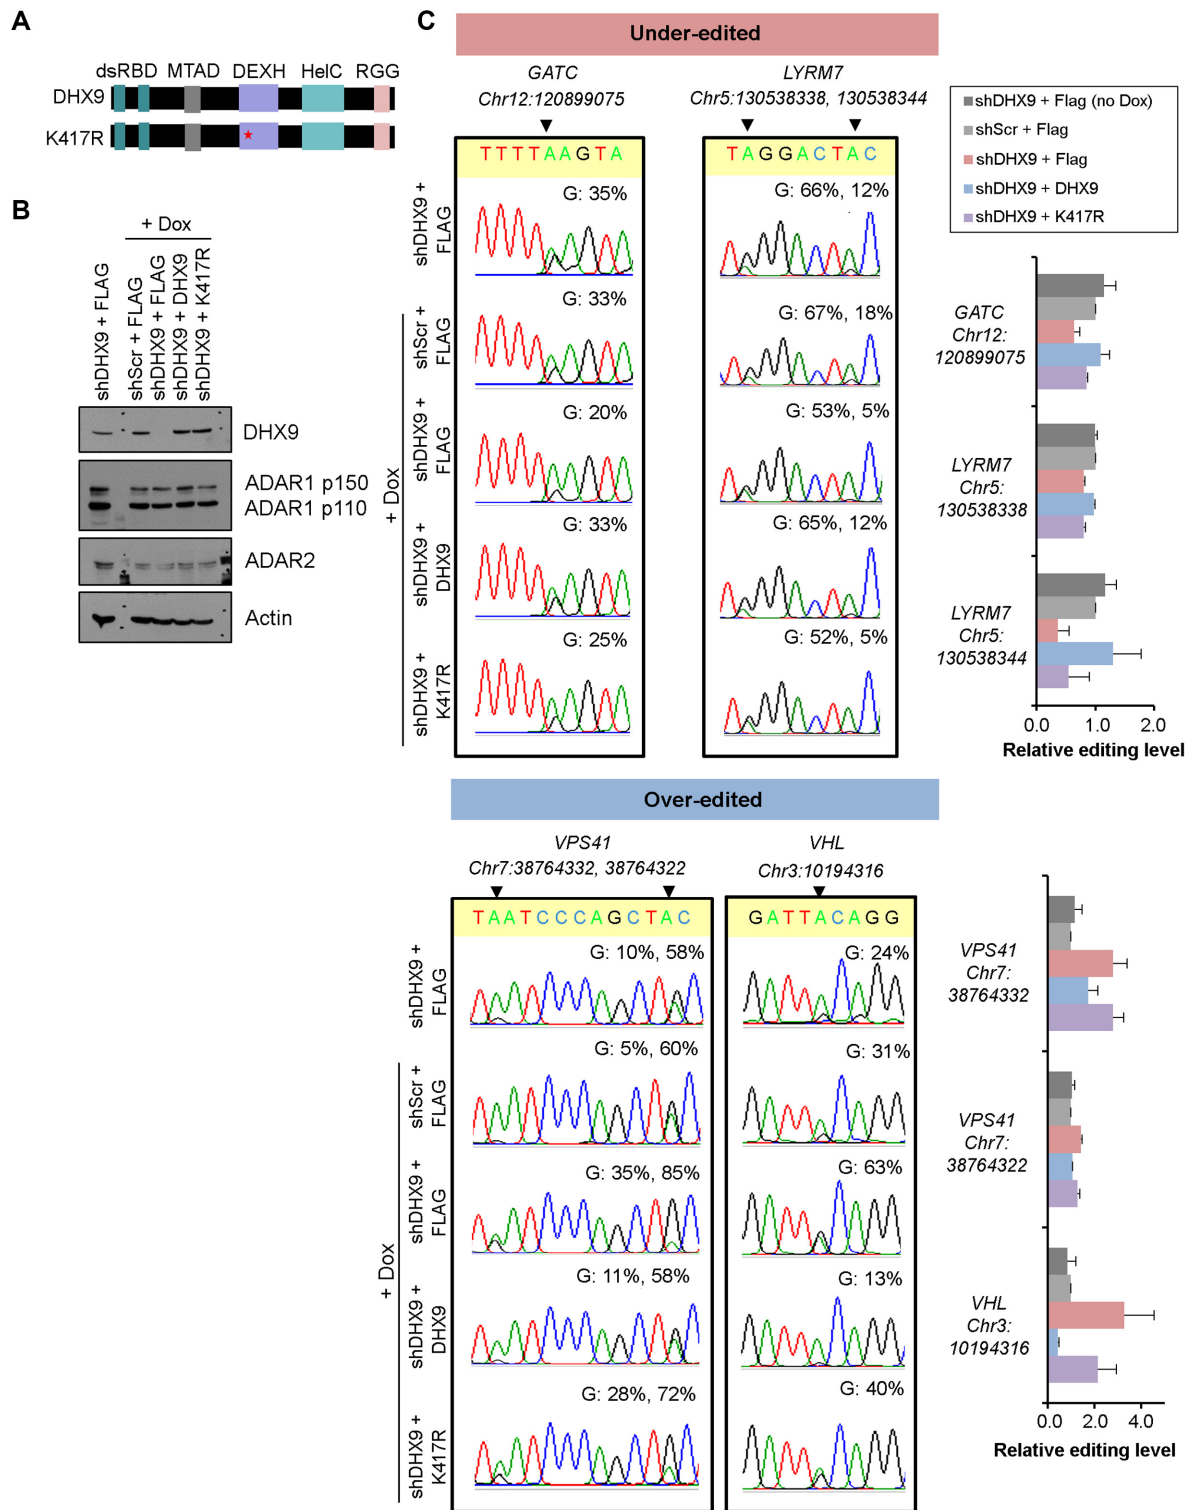 A
dsRBD MTAD DEXH HelC RGG
DHX9
K417R
B
+ Dox
shDHX9 + FLAG
shScr + FLAG
shDHX9 + FLAG
shDHX9 + DHX9
shDHX9 + K417R
DHX9
ADAR1 p150
ADAR1 p110
ADAR2
Actin
C
Under-edited
GATC
Chr12:120899075
LYRM7
Chr5:130538338, 130538344
TTTTAAGTA
TAGGACTAC
shDHX9 +
FLAG
G: 35%
G: 66%, 12%
+ Dox
shScr +
FLAG
G: 33%
G: 67%, 18%
shDHX9 +
FLAG
G: 20%
G: 53%, 5%
shDHX9 +
DHX9
G: 33%
G: 65%, 12%
shDHX9 +
K417R
G: 25%
G: 52%, 5%
shDHX9 + Flag (no Dox)
shScr + Flag
shDHX9 + Flag
shDHX9 + DHX9
shDHX9 + K417R
GATC
Chr12:
120899075
LYRM7
Chr5:
130538338
LYRM7
Chr5:
130538344
0.0 1.0 2.0
Relative editing level
Over-edited
VPS41
Chr7:38764332, 38764322
VHL
Chr3:10194316
TAATCCCAGCTAC
GATTACAGG
shDHX9 +
FLAG
G: 10%, 58%
G: 24%
+ Dox
shScr +
FLAG
G: 5%, 60%
G: 31%
shDHX9 +
FLAG
G: 35%, 85%
G: 63%
shDHX9 +
DHX9
G: 11%, 58%
G: 13%
shDHX9 +
K417R
G: 28%, 72%
G: 40%
VPS41
Chr7:
38764332
VPS41
Chr7:
38764322
VHL
Chr3:
10194316
0.0 2.0 4.0
Relative editing level